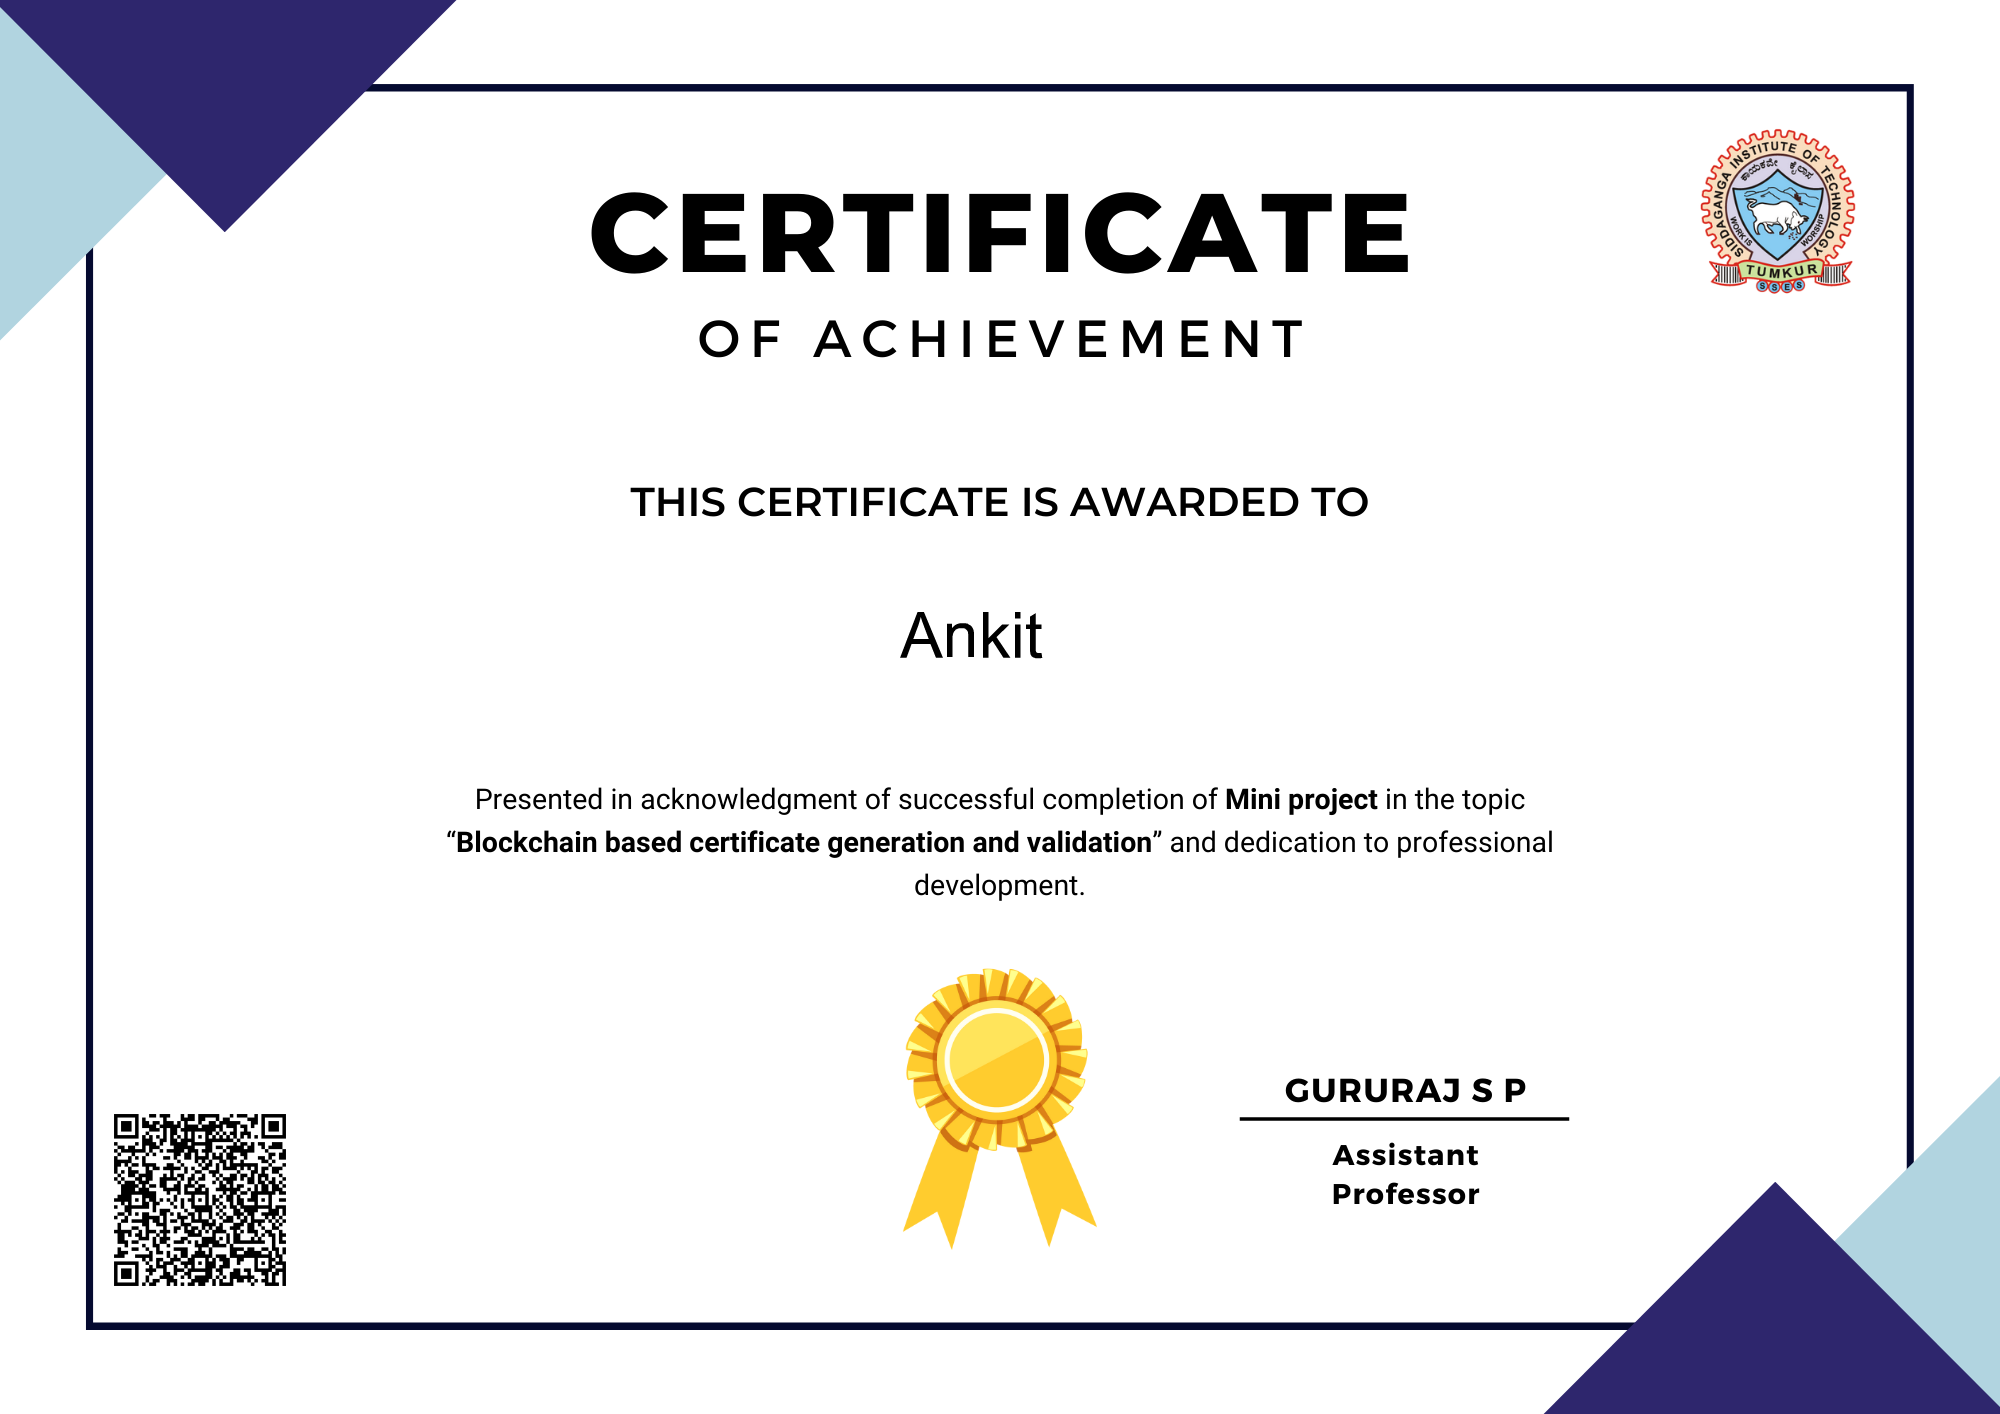 CERTIFICATE
OF ACHIEVEMENT
SIDDAGANGA INSTITUTE OF TECHNOLOGY
ಕಾಯಕವೇ ಕೈಲಾಸ
WORK IS WORSHIP
TUMKUR
SSES
THIS CERTIFICATE IS AWARDED TO
Ankit
Presented in acknowledgment of successful completion of Mini project in the topic
“Blockchain based certificate generation and validation” and dedication to professional
development.
GURURAJ S P
Assistant
Professor